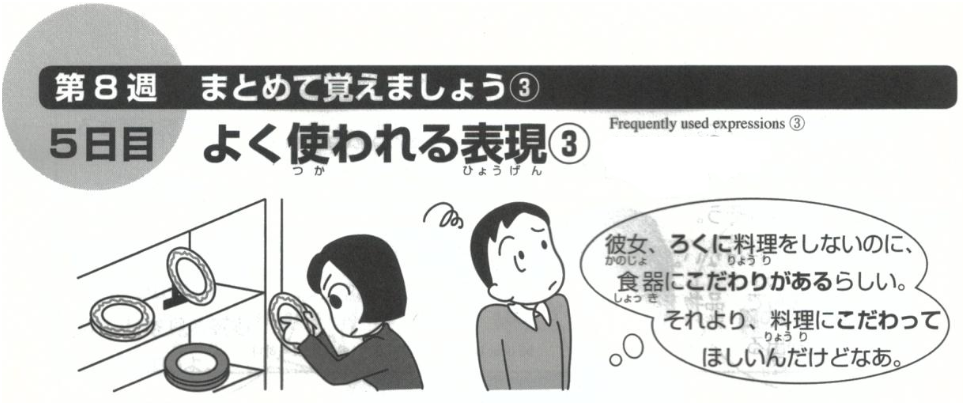 第8週 まとめて覚えましょう③
5日目 よく使われる表現③
つか ひょうげん
Frequently used expressions ③
彼女、ろくに料理をしないのに、
かのじょ りょうり
食器にこだわりがあるらしい。
しょっき
それより、料理にこだわって
りょうり
ほしいんだけどなあ。